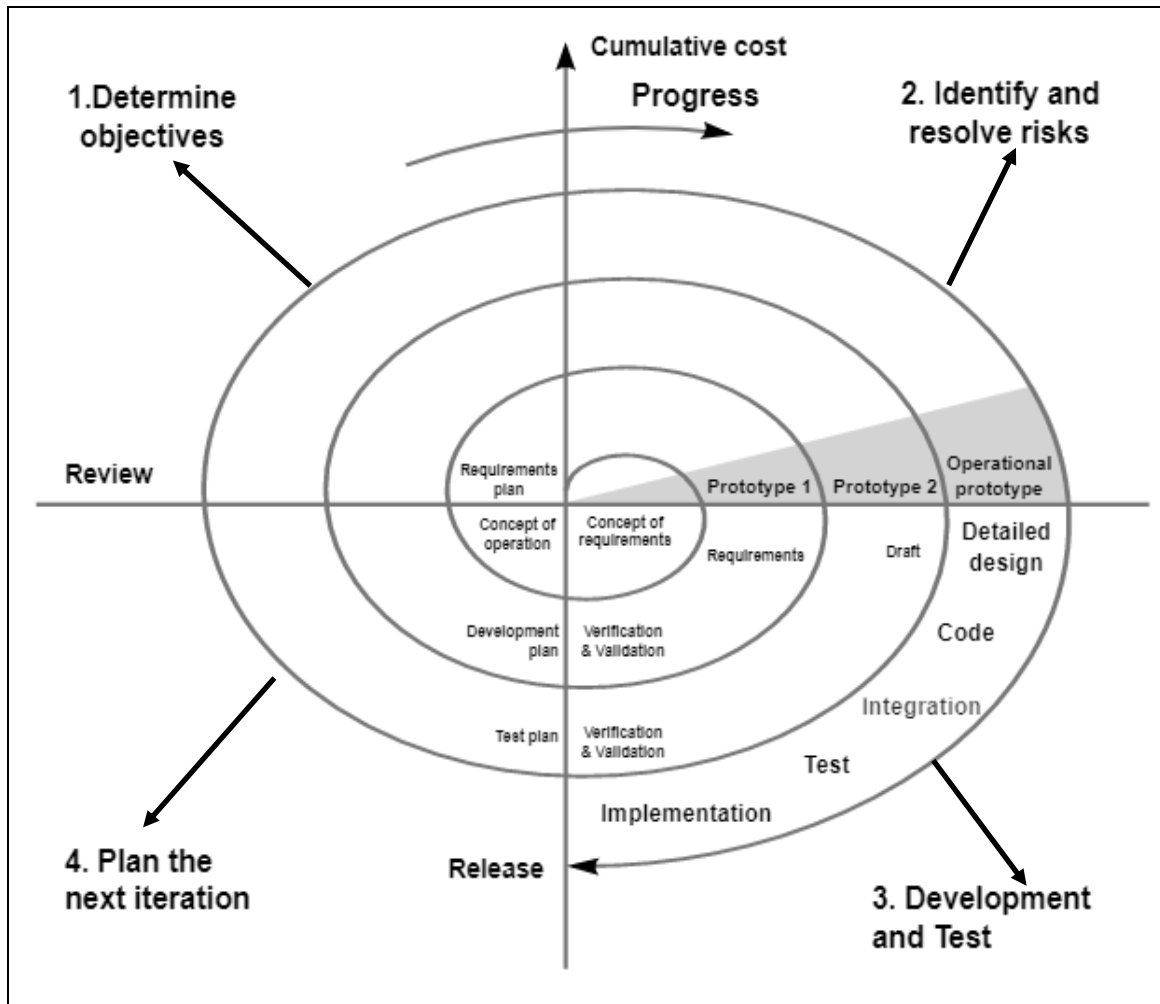 Cumulative cost
Progress
1.Determine
objectives
2. Identify and
resolve risks
Review
Requirements
plan
Prototype 1
Prototype 2
Operational
prototype
Concept of
operation
Concept of
requirements
Requirements
Draft
Detailed
design
Development
plan
Verification
& Validation
Code
Integration
Test plan
Verification
& Validation
Test
Implementation
Release
4. Plan the
next iteration
3. Development
and Test